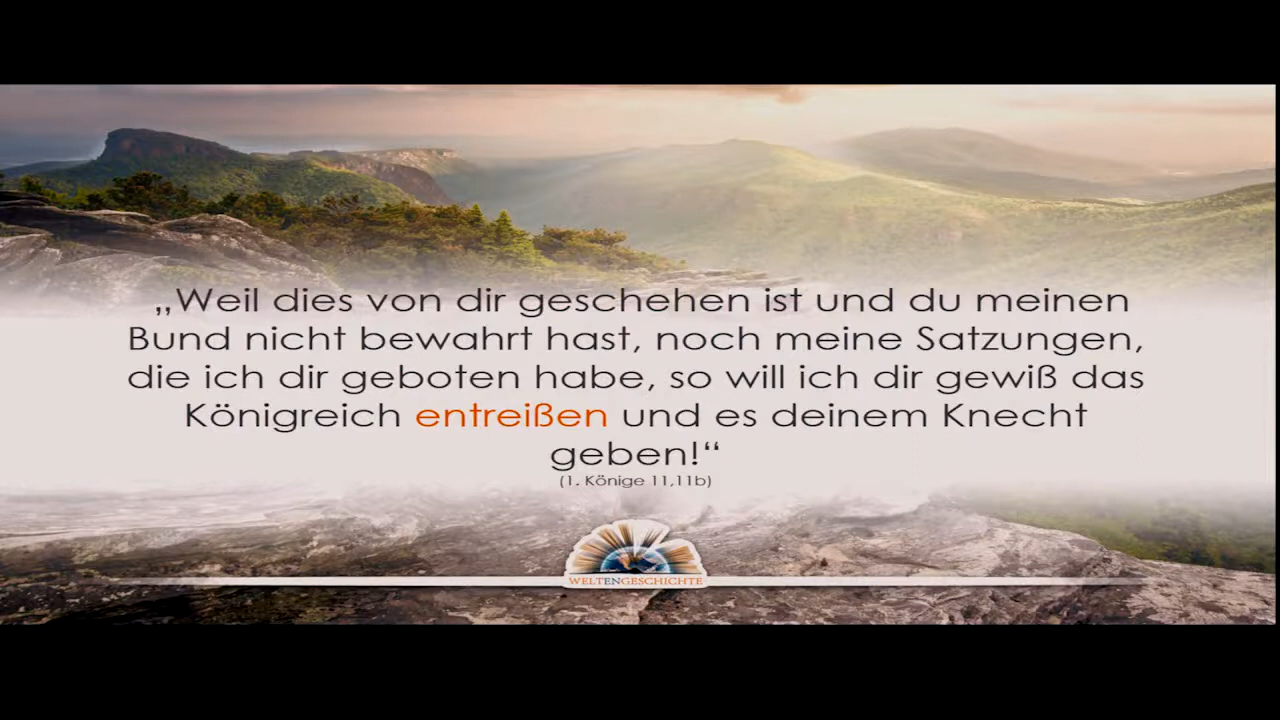 „Weil dies von dir geschehen ist und du meinen
Bund nicht bewahrt hast, noch meine Satzungen,
die ich dir geboten habe, so will ich dir gewiß das
Königreich entreißen und es deinem Knecht
geben!“
(1. Könige 11,11b)
WELTENGESCHICHTE